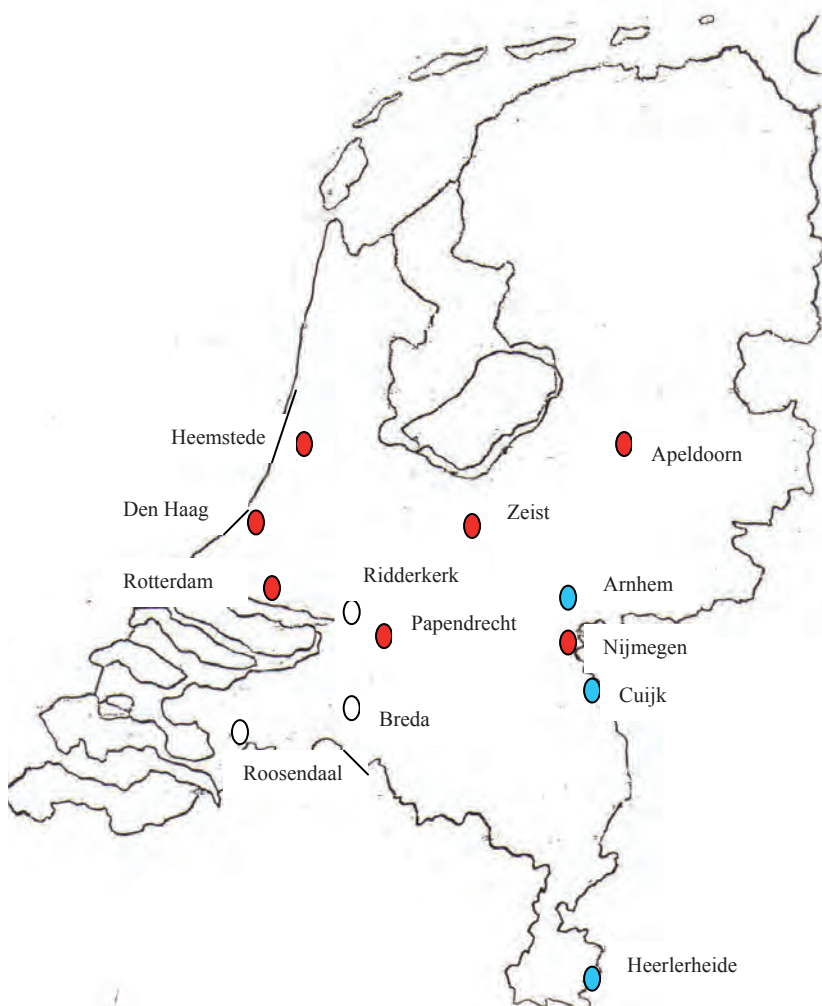 Heemstede
Apeldoorn
Den Haag
Zeist
Ridderkerk
Rotterdam
Arnhem
Papendrecht
Nijmegen
Cuijk
Breda
Roosendaal
Heerlerheide